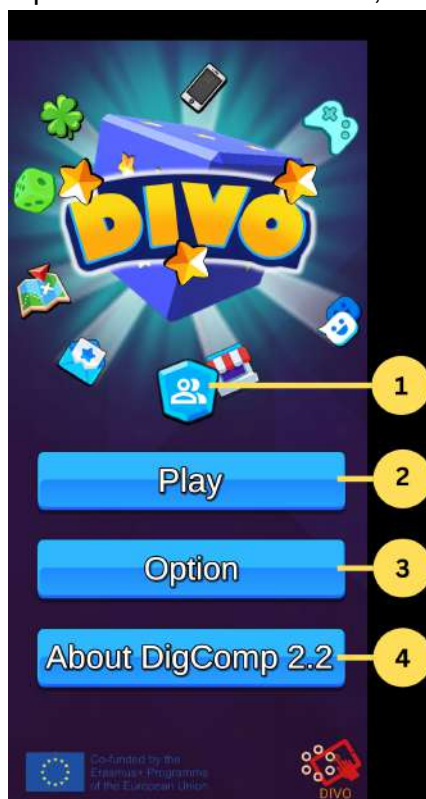 DIVO
1
Play
2
Option
3
About DigComp 2.2
4
Co-funded by the
Erasmus+ Programme
of the European Union
DIVO